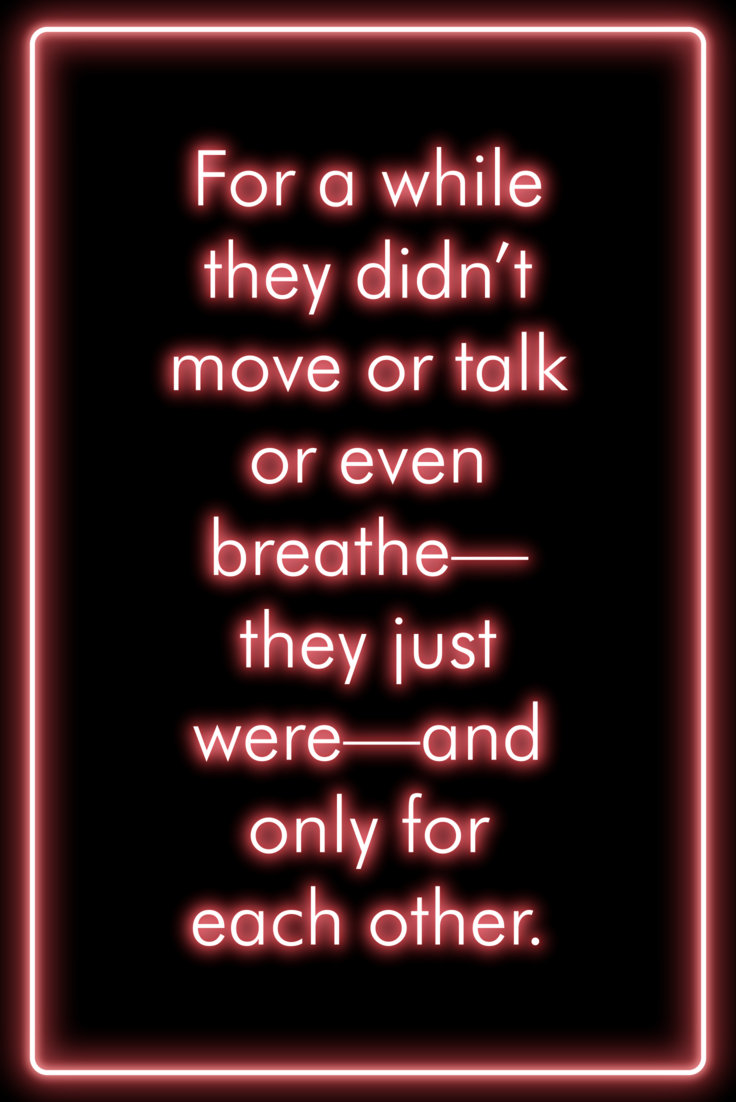 For a while
they didn’t
move or talk
or even
breathe—
they just
were—and
only for
each other.